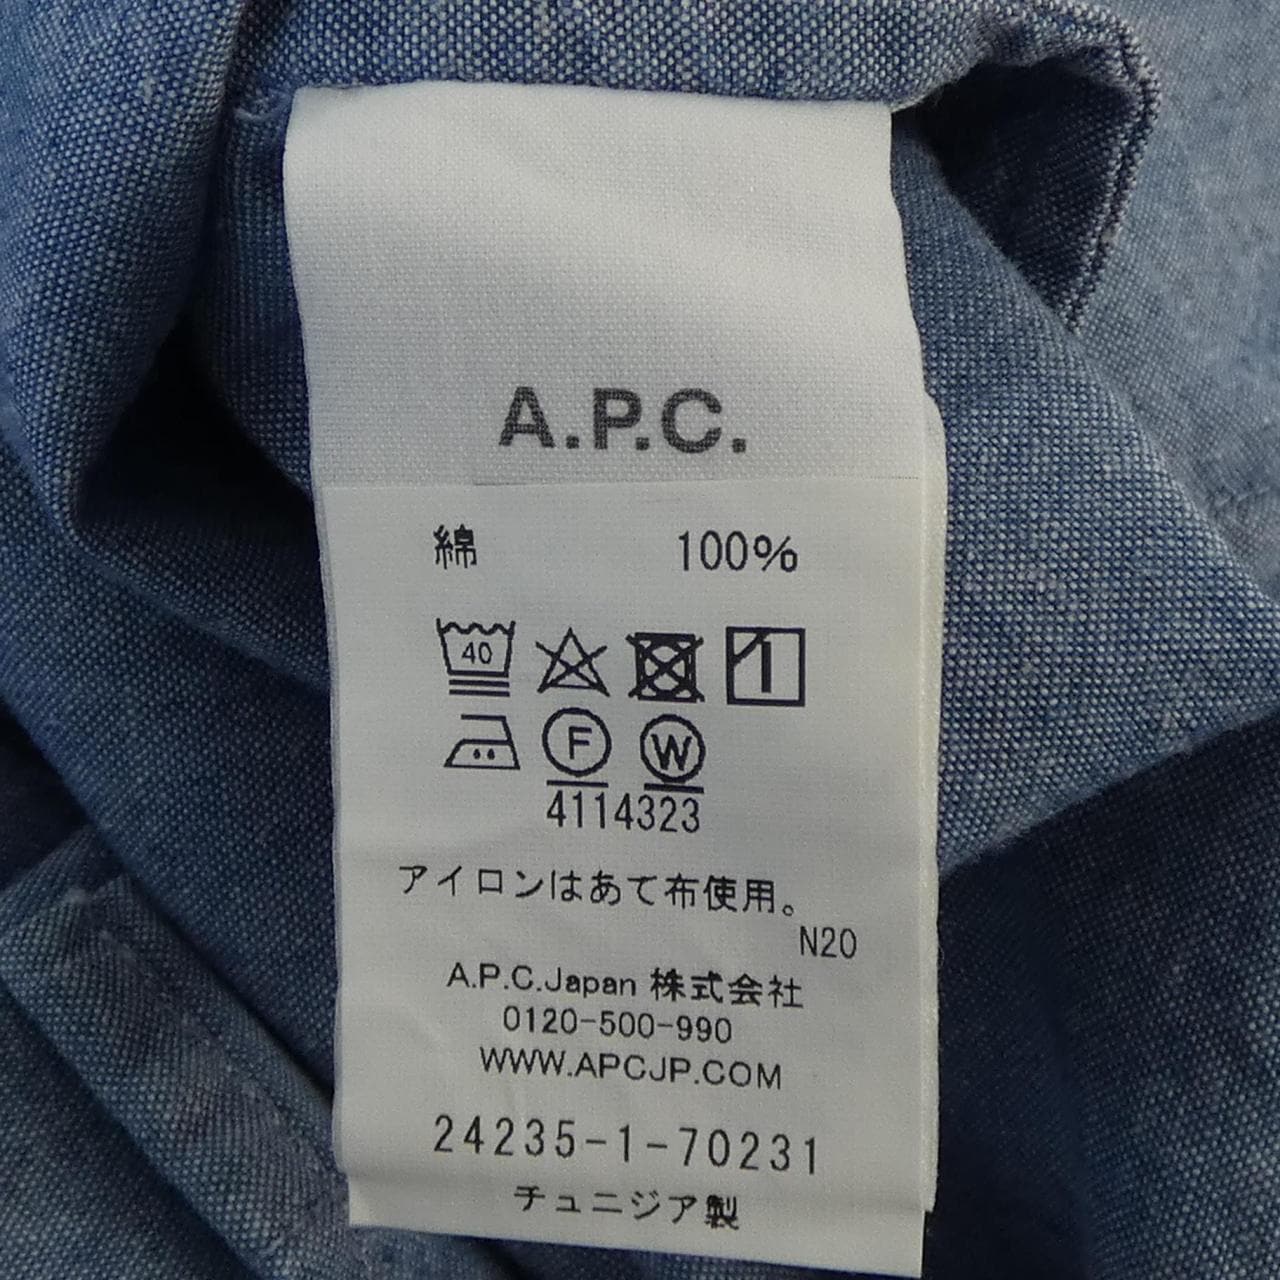 A.P.C.
綿 100%
40
F W
4114323
アイロンはあて布使用。
N20
A.P.C.Japan 株式会社
0120-500-990
WWW.APCJP.COM
24235-1-70231
チュニジア製